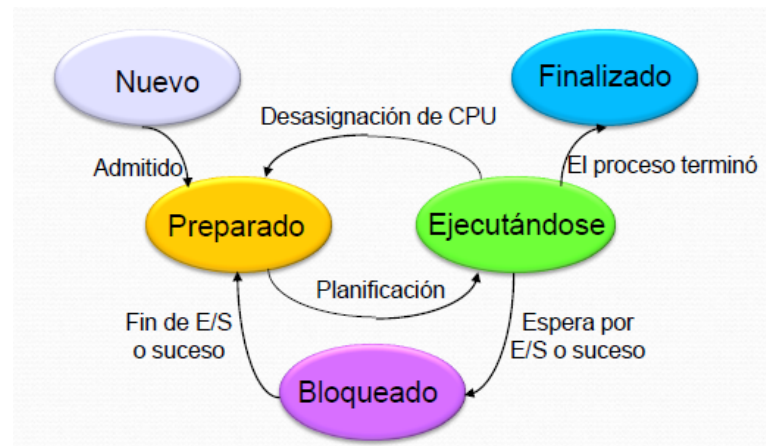 Nuevo
Finalizado
Desasignación de CPU
Admitido
El proceso terminó
Preparado
Ejecutándose
Planificación
Fin de E/S
o suceso
Espera por
E/S o suceso
Bloqueado